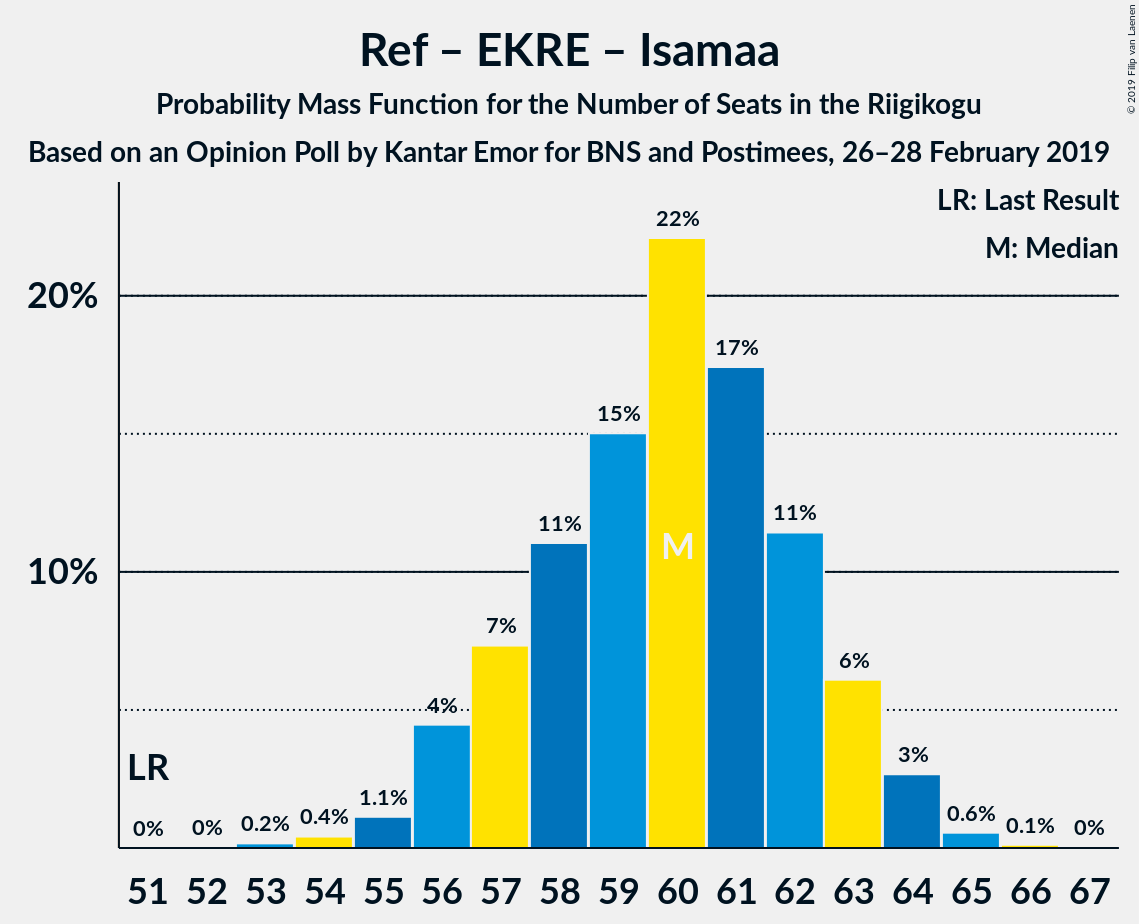 Ref – EKRE – Isamaa
Probability Mass Function for the Number of Seats in the Riigikogu
Based on an Opinion Poll by Kantar Emor for BNS and Postimees, 26–28 February 2019
© 2019 Filip van Laenen
LR: Last Result
M: Median
22%
20%
17%
15%
11%
11%
M
10%
7%
6%
4%
3%
LR
1.1%
0.6%
0.4%
0.2%
0.1%
0%
0%
0%
51 52 53 54 55 56 57 58 59 60 61 62 63 64 65 66 67